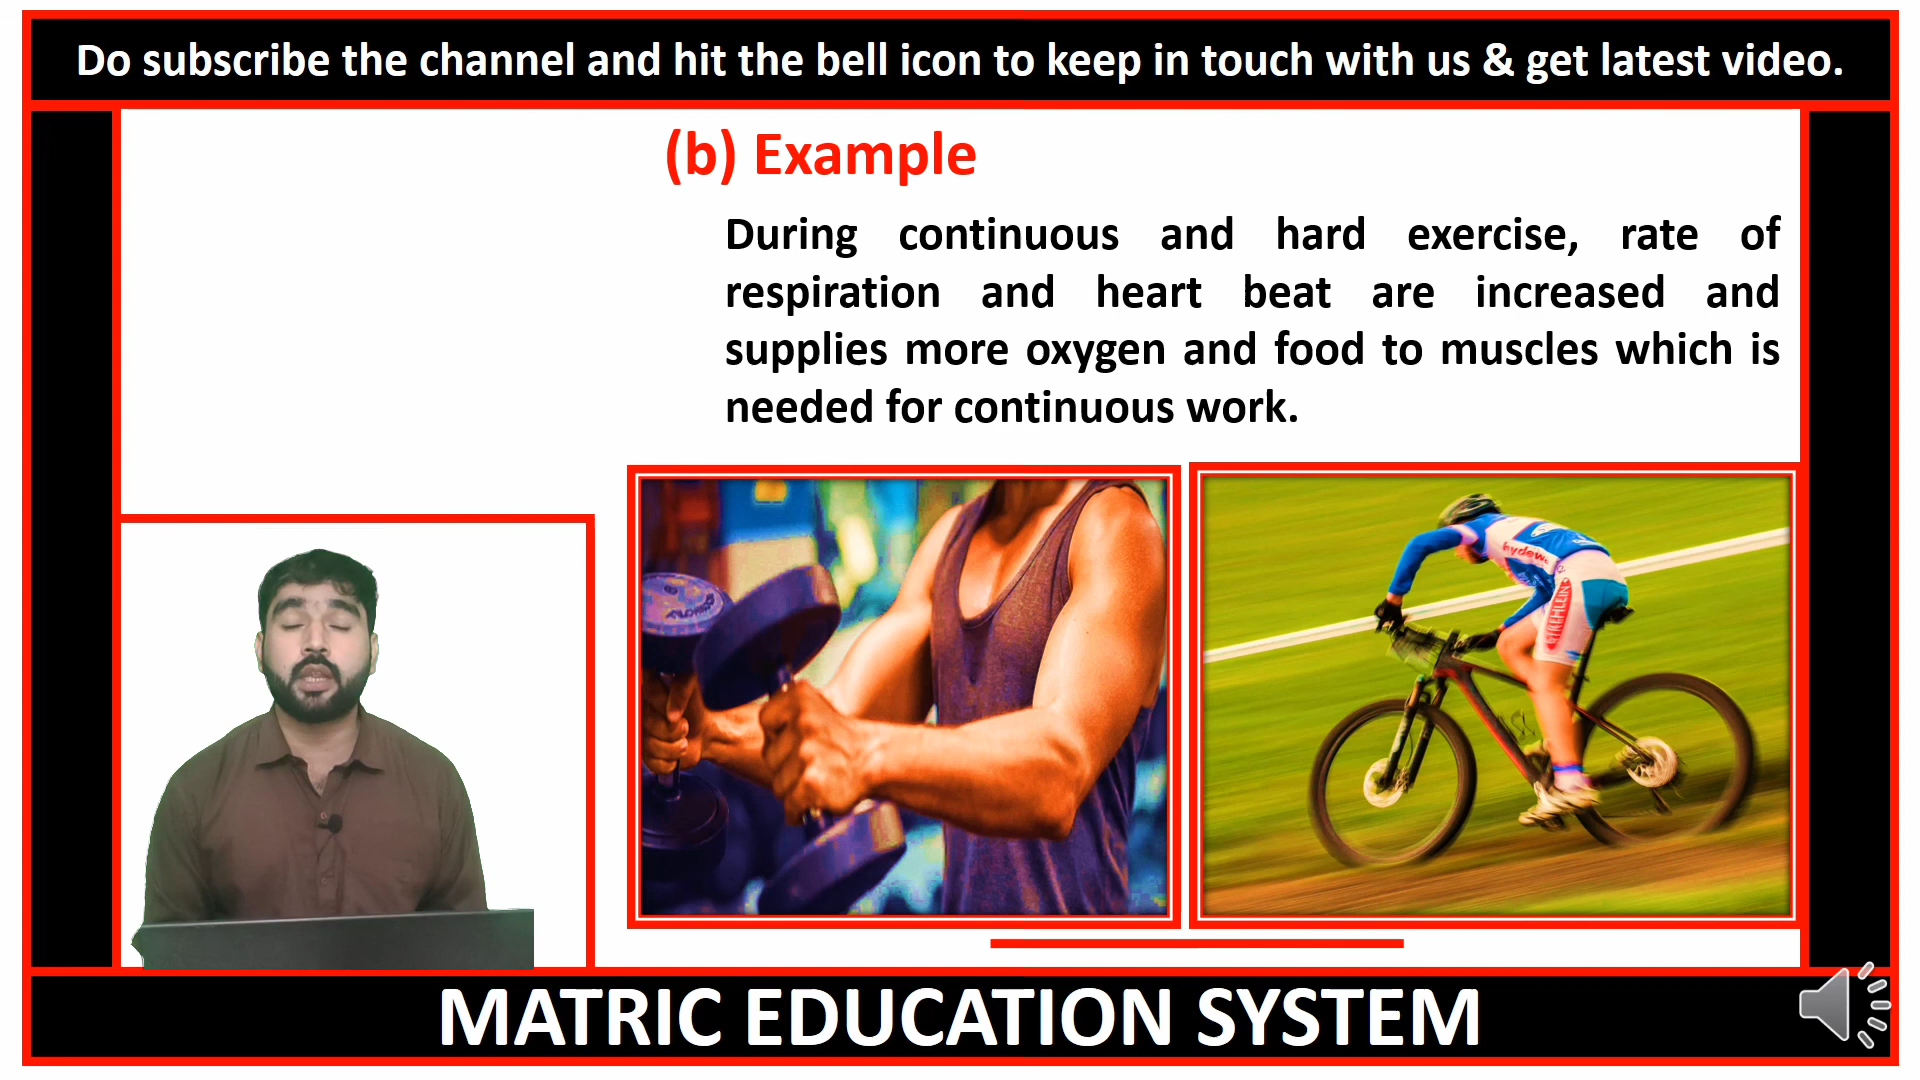 Do subscribe the channel and hit the bell icon to keep in touch with us & get latest video.
(b) Example
During continuous and hard exercise, rate of
respiration and heart beat are increased and
supplies more oxygen and food to muscles which is
needed for continuous work.
MATRIC EDUCATION SYSTEM